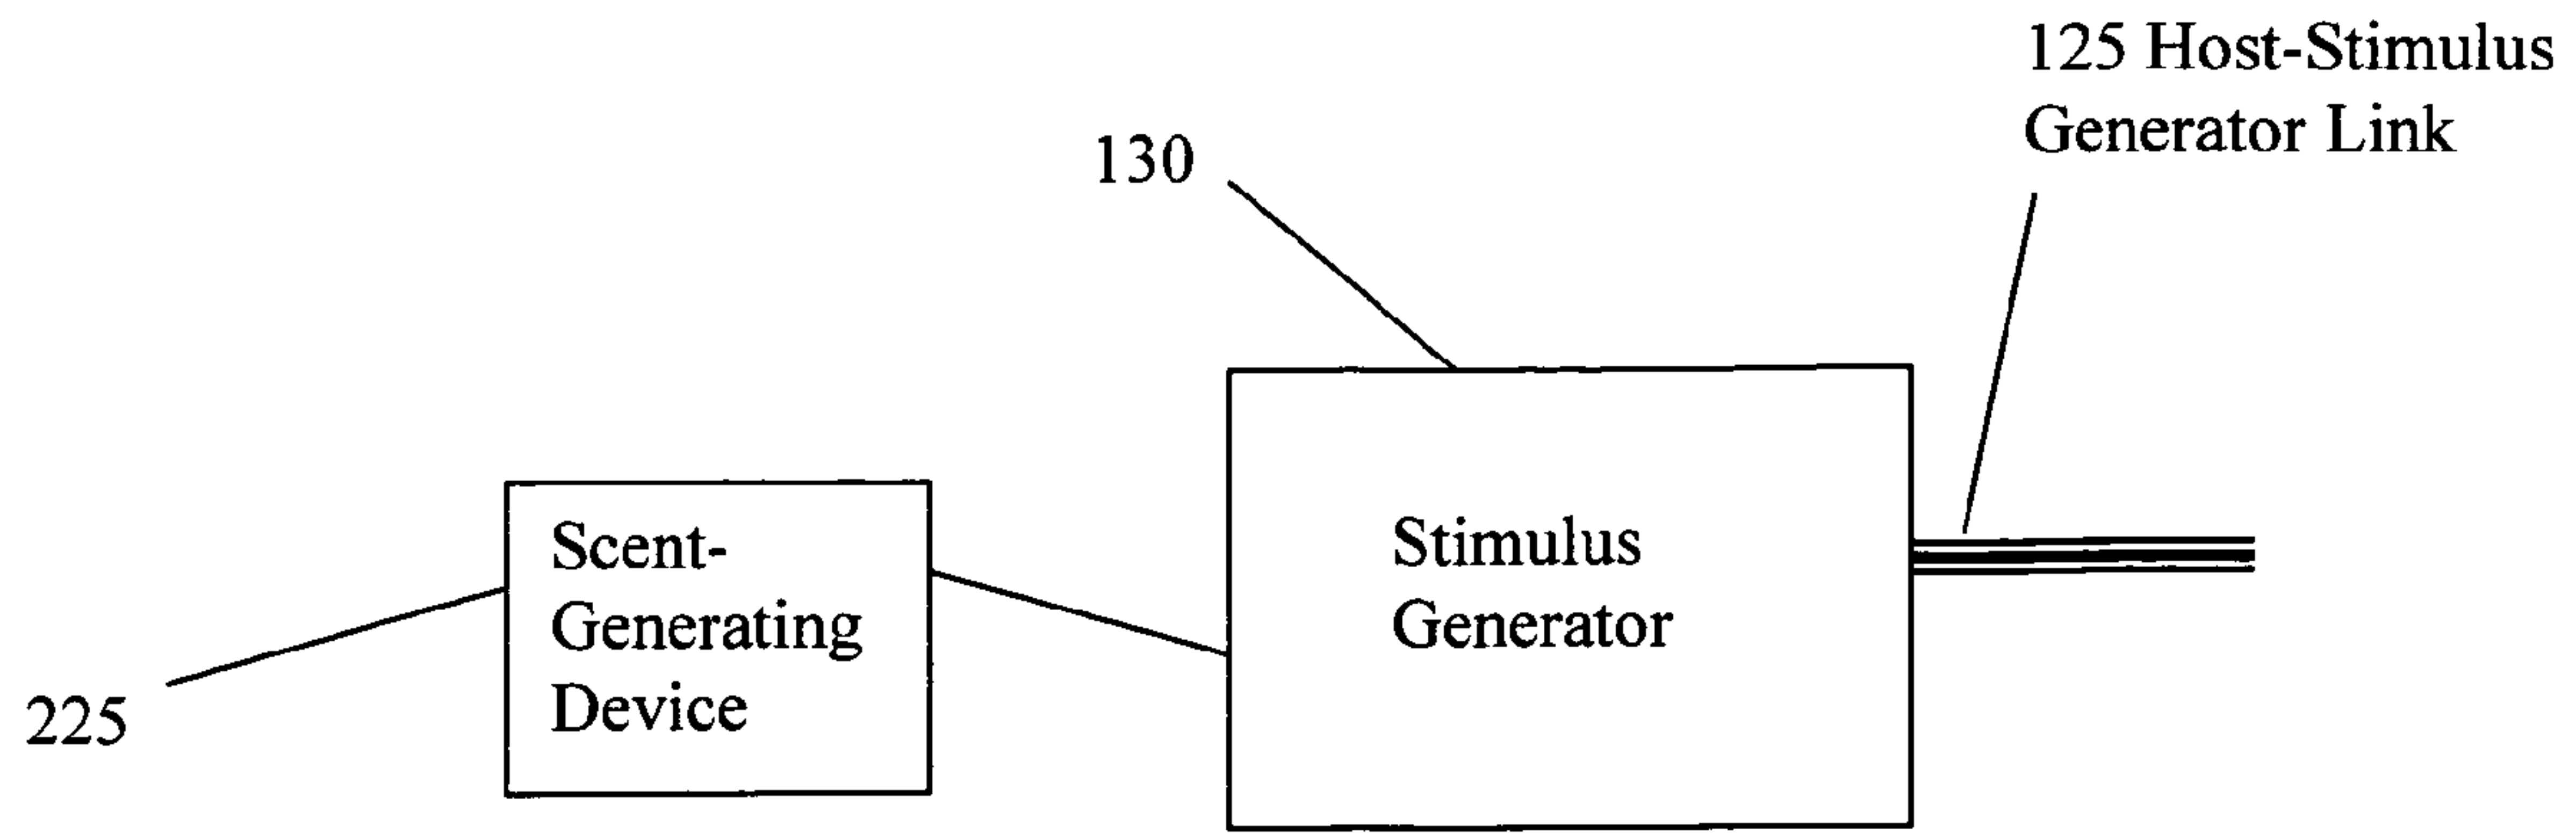 125 Host-Stimulus
Generator Link
130
Scent-
Generating
Device
Stimulus
Generator
225